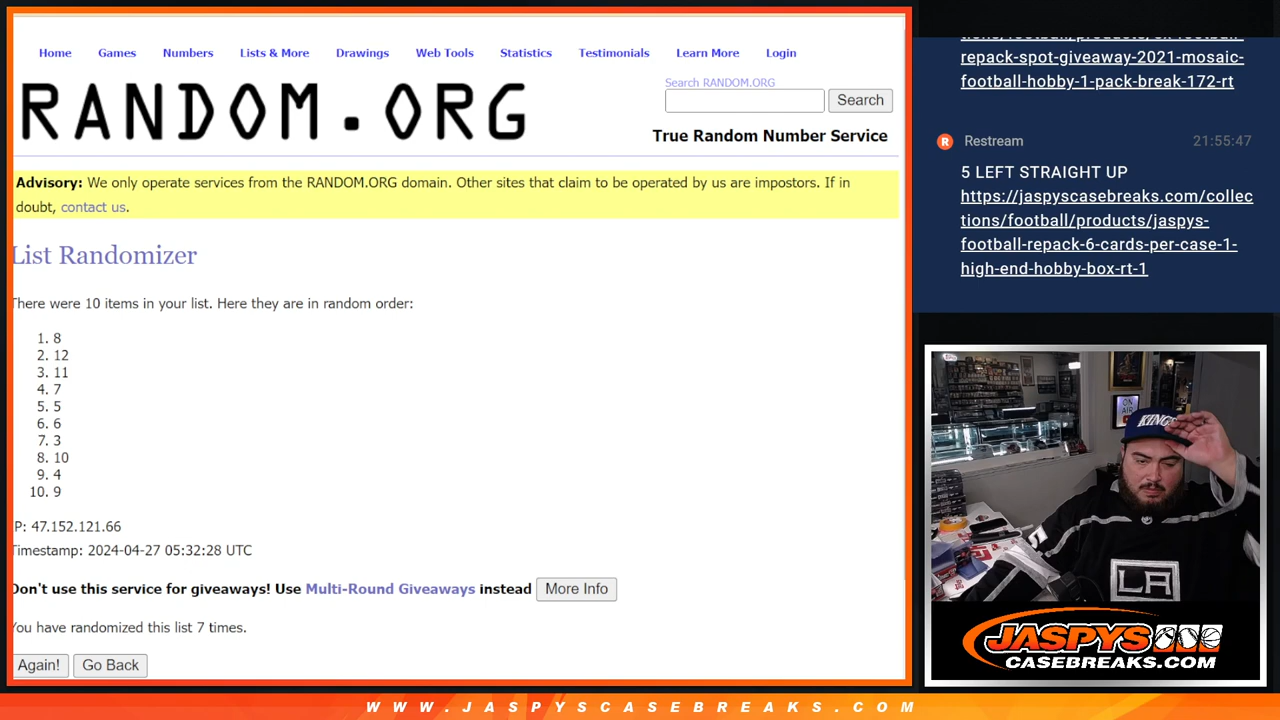 Home Games Numbers Lists & More Drawings Web Tools Statistics Testimonials Learn More Login
RANDOM.ORG
Search RANDOM.ORG
Search
True Random Number Service
Advisory: We only operate services from the RANDOM.ORG domain. Other sites that claim to be operated by us are impostors. If in
doubt, contact us.
List Randomizer
There were 10 items in your list. Here they are in random order:
1. 8
2. 12
3. 11
4. 7
5. 5
6. 6
7. 3
8. 10
9. 4
10. 9
IP: 47.152.121.66
Timestamp: 2024-04-27 05:32:28 UTC
Don't use this service for giveaways! Use Multi-Round Giveaways instead More Info
You have randomized this list 7 times.
Again! Go Back
repack-spot-giveaway-2021-mosaic-
football-hobby-1-pack-break-172-rt
Restream 21:55:47
5 LEFT STRAIGHT UP
https://jaspyscasebreaks.com/collec
tions/football/products/jaspys-
football-repack-6-cards-per-case-1-
high-end-hobby-box-rt-1
ON
AIR
KINGS
LA
JASPYS
CASEBREAKS.COM
WWW.JASPYSCASEBREAKS.COM